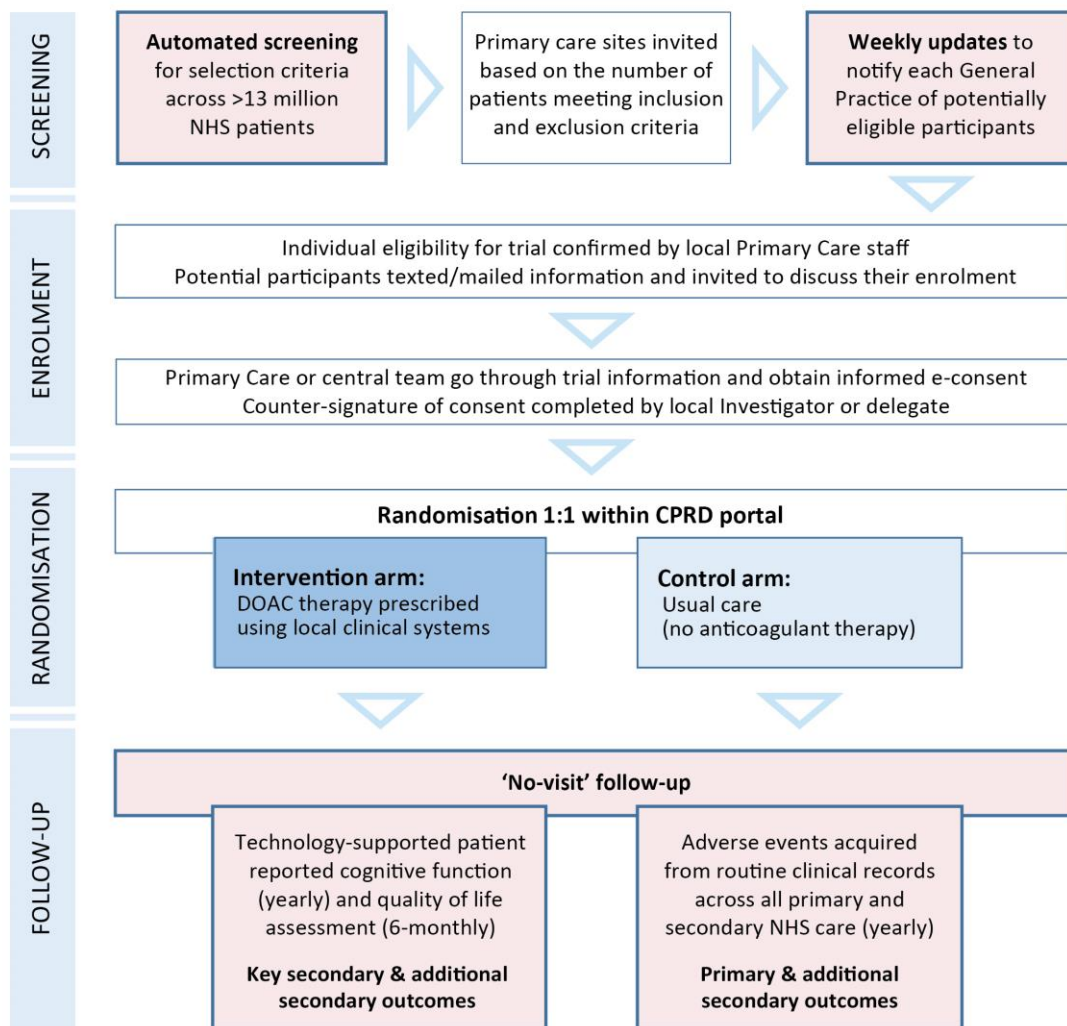 SCREENING
Automated screening
for selection criteria
across >13 million
NHS patients
Primary care sites invited
based on the number of
patients meeting inclusion
and exclusion criteria
Weekly updates to
notify each General
Practice of potentially
eligible participants
ENROLMENT
Individual eligibility for trial confirmed by local Primary Care staff
Potential participants texted/mailed information and invited to discuss their enrolment
Primary Care or central team go through trial information and obtain informed e-consent
Counter-signature of consent completed by local Investigator or delegate
RANDOMISATION
Randomisation 1:1 within CPRD portal
Intervention arm:
DOAC therapy prescribed
using local clinical systems
Control arm:
Usual care
(no anticoagulant therapy)
FOLLOW-UP
‘No-visit’ follow-up
Technology-supported patient
reported cognitive function
(yearly) and quality of life
assessment (6-monthly)
Key secondary & additional
secondary outcomes
Adverse events acquired
from routine clinical records
across all primary and
secondary NHS care (yearly)
Primary & additional
secondary outcomes